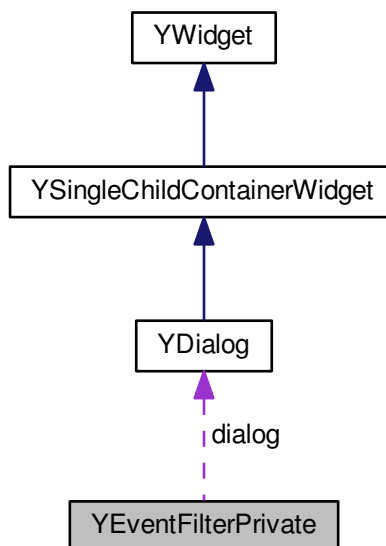 YWidget
YSingleChildContainerWidget
YDialog
dialog
YEventFilterPrivate